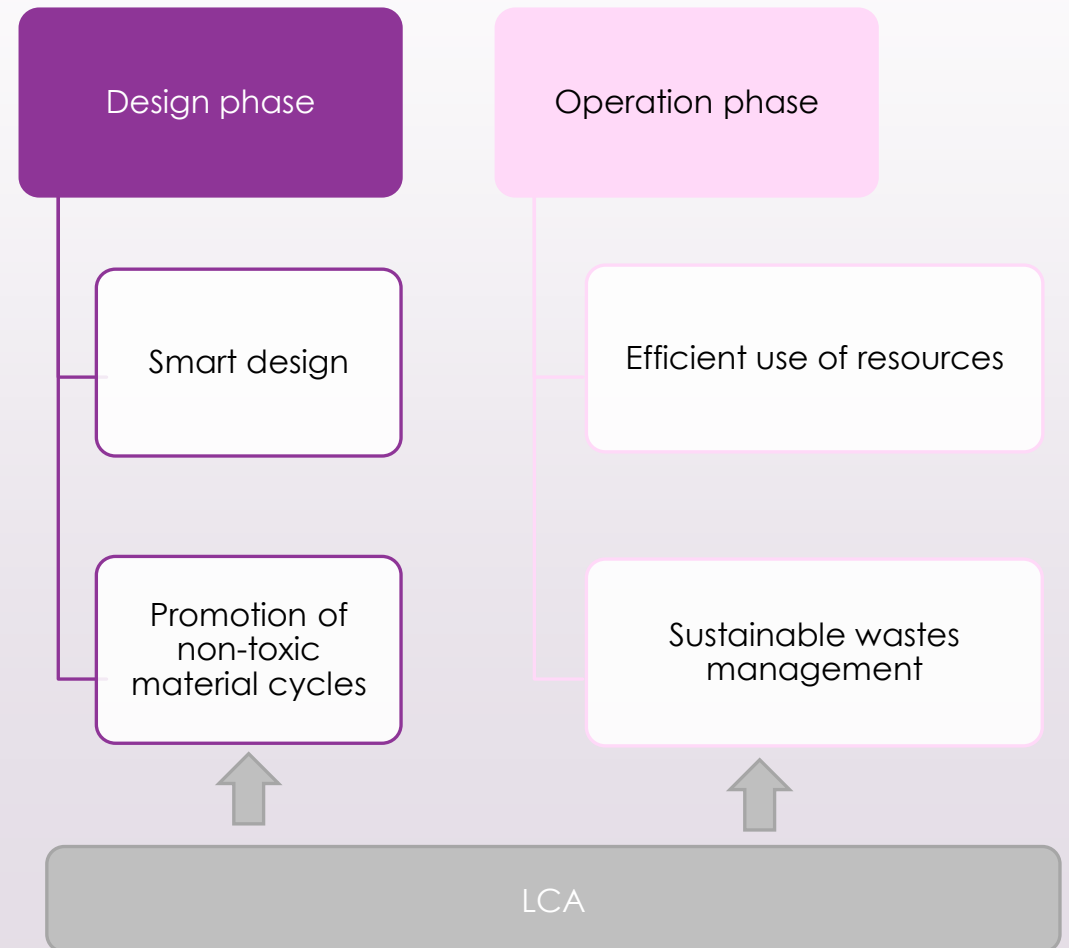 Design phase
Operation phase
Smart design
Efficient use of resources
Promotion of
non-toxic
material cycles
Sustainable wastes
management
LCA